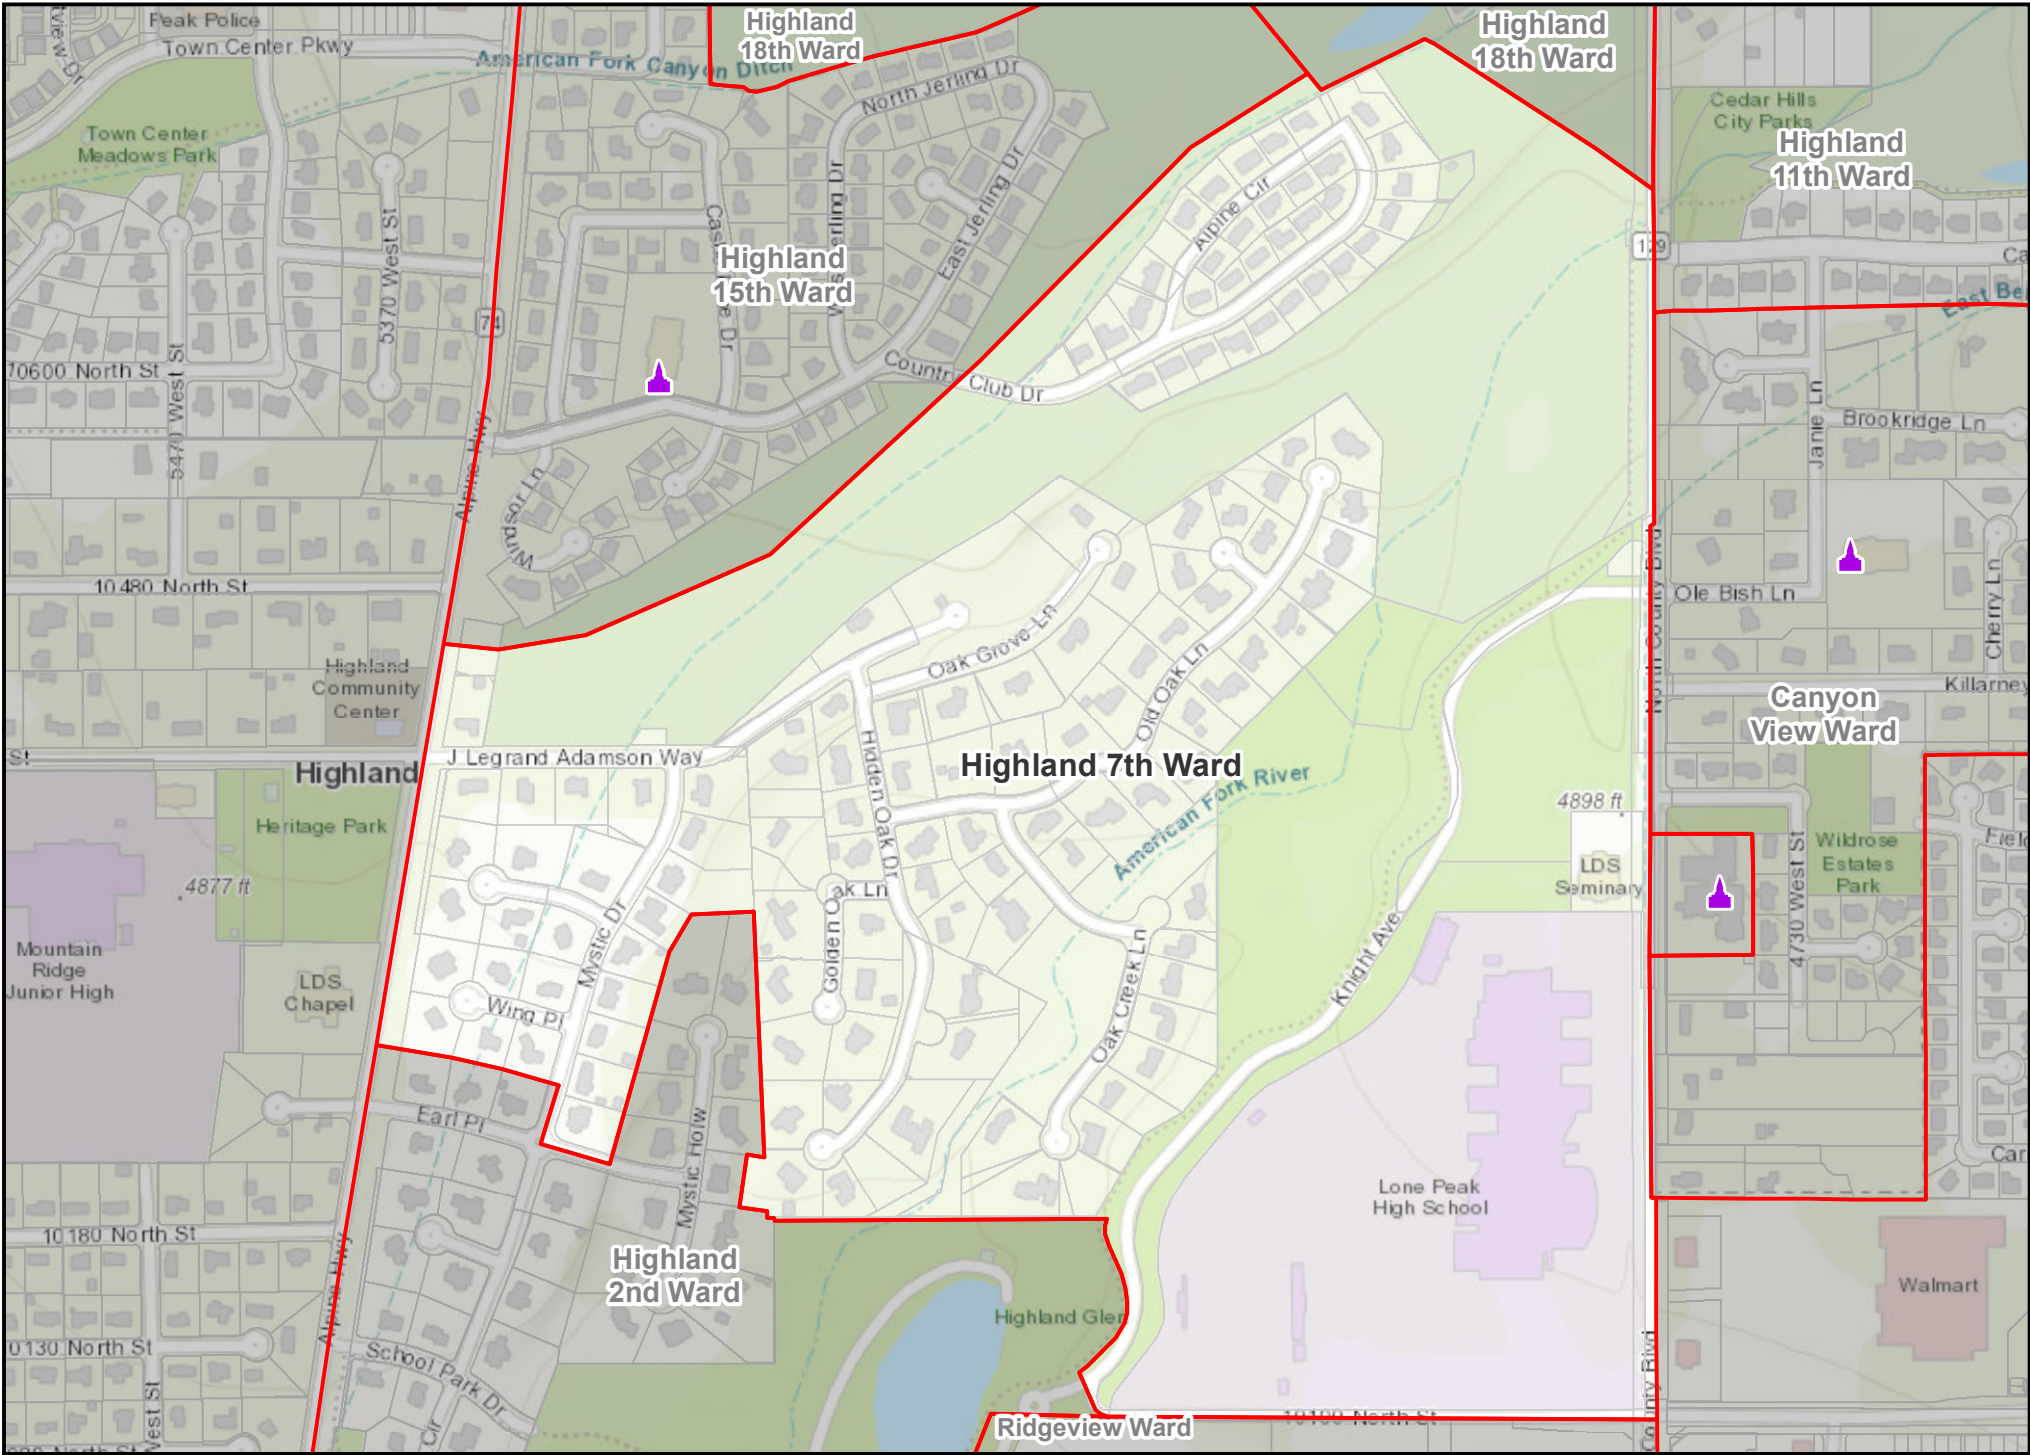 Peak Police
Town Center Pkwy
American Fork Canyon Ditch
Highland
18th Ward
Highland
18th Ward
North Jerling Dr
Cedar Hills
City Parks
Town Center
Meadows Park
Highland
11th Ward
Alpine Cir
East Jerling Dr
5370 West St
Highland
15th Ward
129
74
10600 North St
5470 West St
Country Club Dr
Janie Ln
Brookridge Ln
Alpine Hwy
Windsor Ln
10480 North St
North County Blvd
Ole Bish Ln
Cherry Ln
Oak Grove Ln
Highland
Community
Center
Old Oak Ln
Killarney
Canyon
View Ward
St
J Legrand Adamson Way
Hidden Oak Dr
Highland
Highland 7th Ward
American Fork River
4898 ft
Heritage Park
4877 ft
LDS
Seminary
4730 West St
Wildrose
Estates
Park
Mystic Dr
Golden Oak Ln
Knight Ave
Mountain
Ridge
Junior High
LDS
Chapel
Wing Pl
Oak Creek Ln
Earl Pl
Mystic Holw
Lone Peak
High School
10180 North St
Alpine Hwy
Highland
2nd Ward
Walmart
Highland Glen
School Park Dr
Cir
West St
County Blvd
10100 North St
Ridgeview Ward